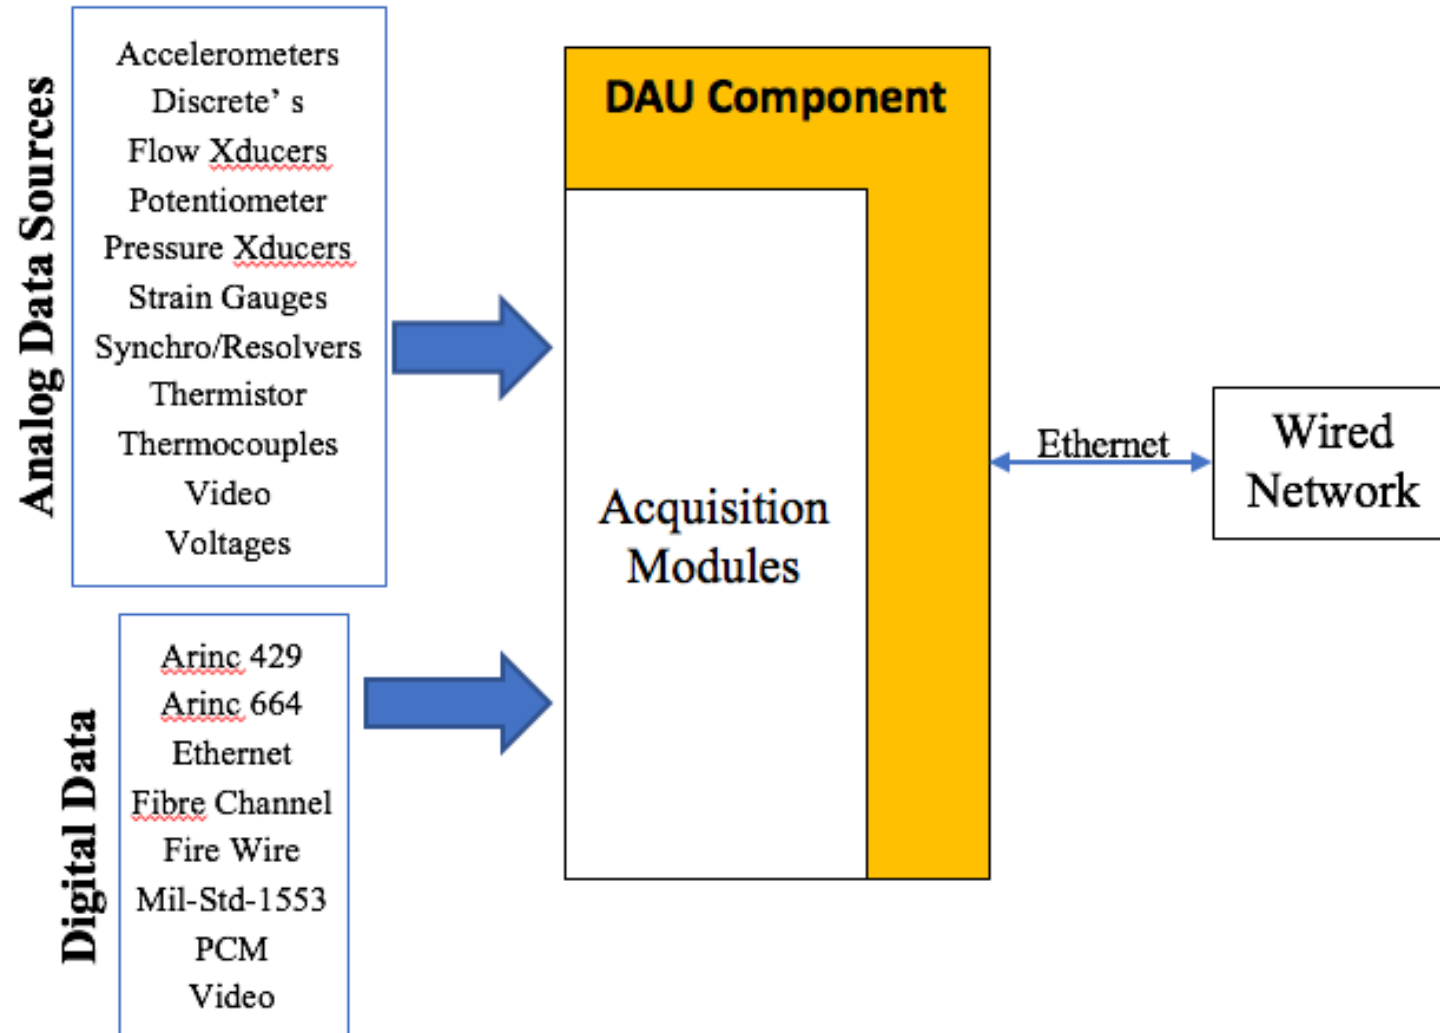 Analog Data Sources
Accelerometers
Discrete’ s
Flow Xducers
Potentiometer
Pressure Xducers
Strain Gauges
Synchro/Resolvers
Thermistor
Thermocouples
Video
Voltages
Digital Data
Arinc 429
Arinc 664
Ethernet
Fibre Channel
Fire Wire
Mil-Std-1553
PCM
Video
DAU Component
Acquisition
Modules
Ethernet
Wired
Network